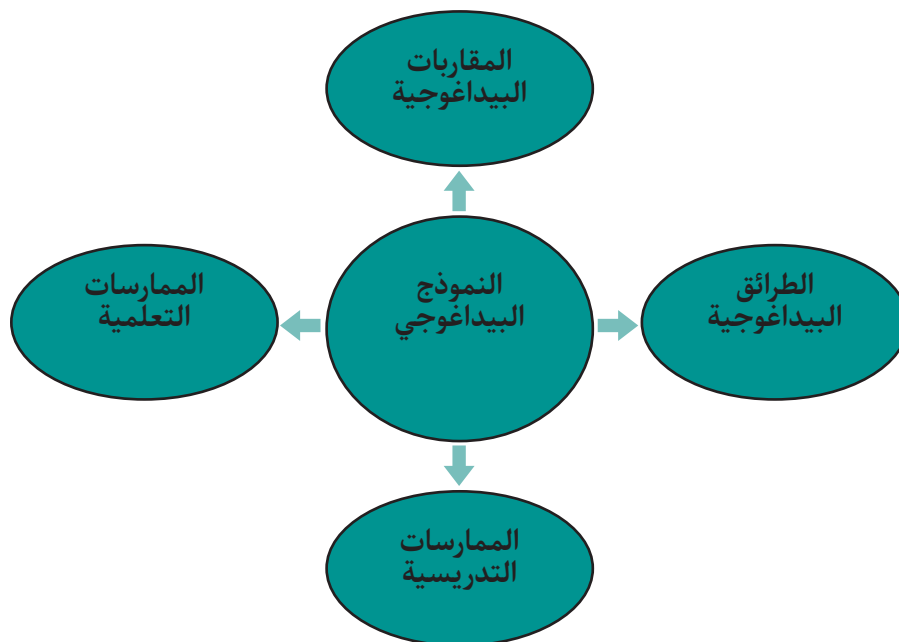 المقاربات
البيداغوجية
الطرائق
البيداغوجية
النموذج
البيداغوجي
الممارسات
التعلمية
الممارسات
التدريسية